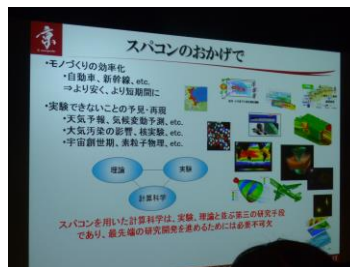 京
スパコンのおかげで
・モノづくりの効率化
・自動車、新幹線、etc.
⇒より安く、より短期間に
・実験できないことの予見・再現
・天気予報、気候変動予測、etc.
・大気汚染の影響、核実験、etc.
・宇宙創世期、素粒子物理、etc.
理論
実験
計算科学
スパコンを用いた計算科学は、実験、理論と並ぶ第三の研究手段
であり、最先端の研究開発を進めるためには必要不可欠